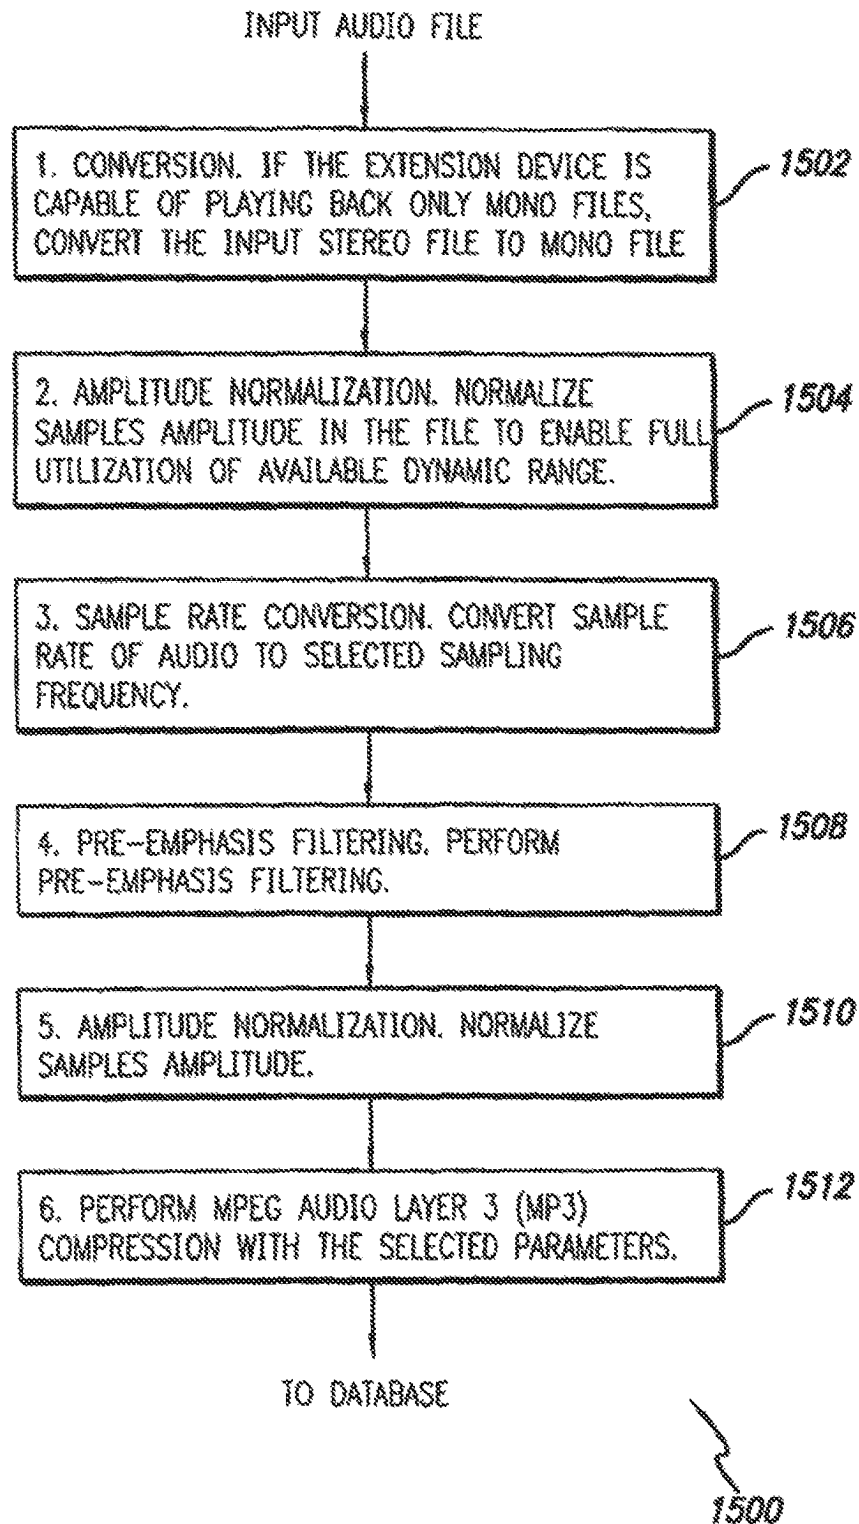 INPUT AUDIO FILE
1. CONVERSION. IF THE EXTENSION DEVICE IS
CAPABLE OF PLAYING BACK ONLY MONO FILES,
CONVERT THE INPUT STEREO FILE TO MONO FILE
1502
2. AMPLITUDE NORMALIZATION. NORMALIZE
SAMPLES AMPLITUDE IN THE FILE TO ENABLE FULL
UTILIZATION OF AVAILABLE DYNAMIC RANGE.
1504
3. SAMPLE RATE CONVERSION. CONVERT SAMPLE
RATE OF AUDIO TO SELECTED SAMPLING
FREQUENCY.
1506
4. PRE-EMPHASIS FILTERING. PERFORM
PRE-EMPHASIS FILTERING.
1508
5. AMPLITUDE NORMALIZATION. NORMALIZE
SAMPLES AMPLITUDE.
1510
6. PERFORM MPEG AUDIO LAYER 3 (MP3)
COMPRESSION WITH THE SELECTED PARAMETERS.
1512
TO DATABASE
1500